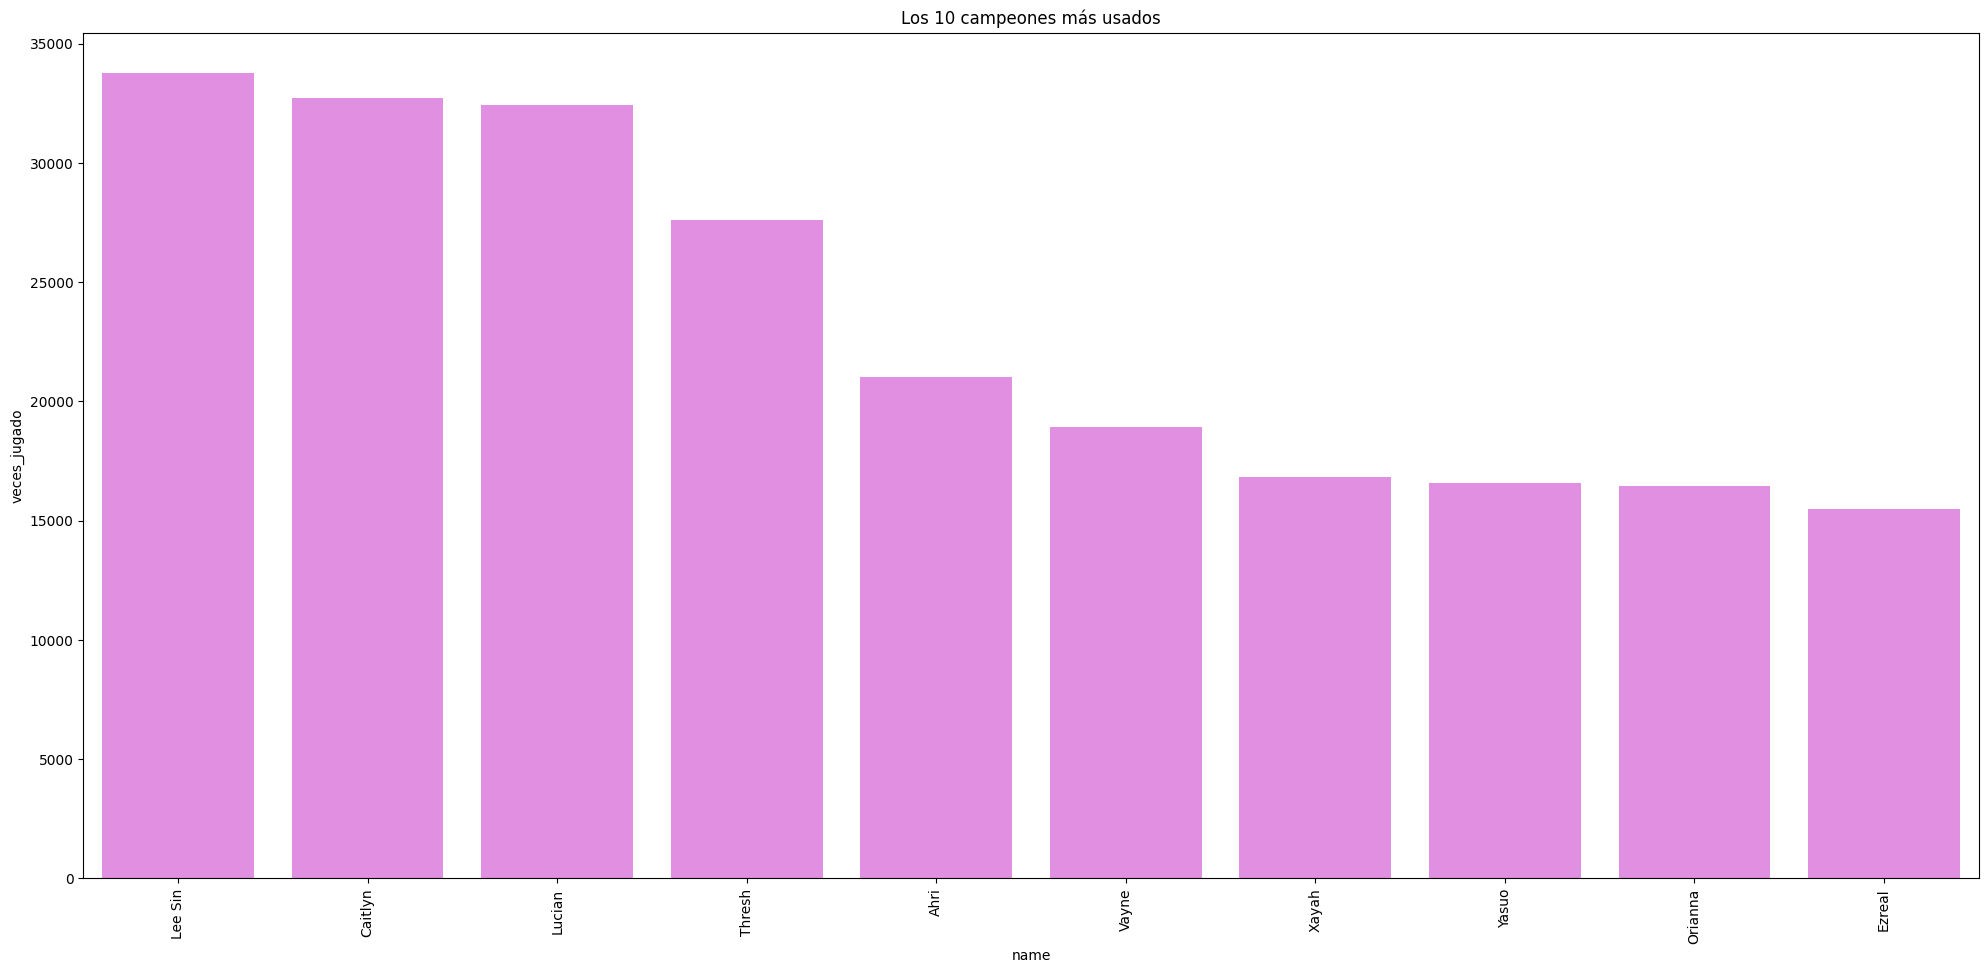 Los 10 campeones más usados
veces_jugado
35000
30000
25000
20000
15000
10000
5000
0
Lee Sin
Caitlyn
Lucian
Thresh
Ahri
Vayne
Xayah
Yasuo
Orianna
Ezreal
name